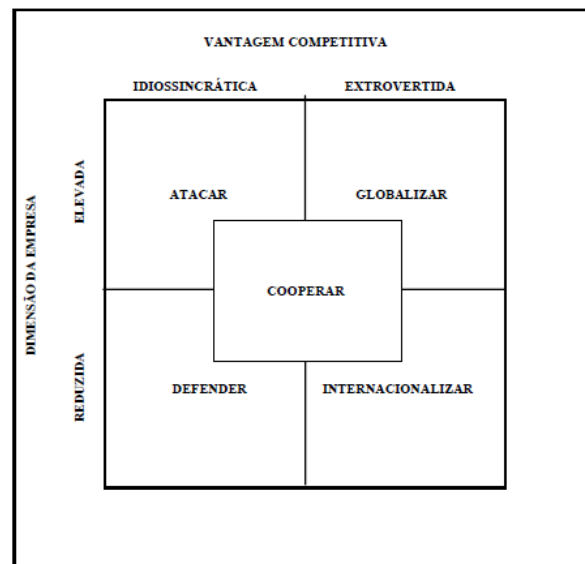 VANTAGEM COMPETITIVA
IDIOSSINCRÁTICA
EXTROVERTIDA
DIMENSÃO DA EMPRESA
ELEVADA
ATACAR
GLOBALIZAR
COOPERAR
REDUZIDA
DEFENDER
INTERNACIONALIZAR